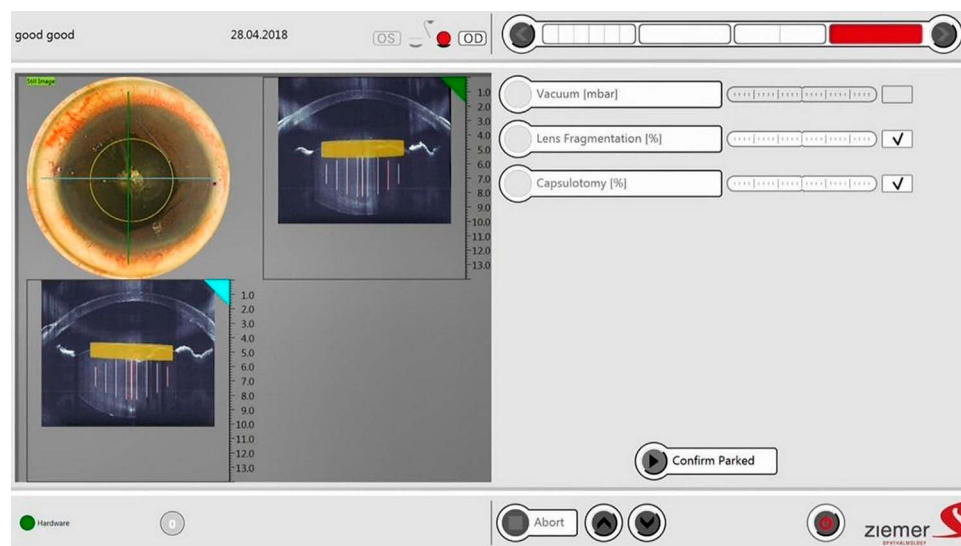 good good
28.04.2018
OS
OD
Still Image
1.0
2.0
3.0
4.0
5.0
6.0
7.0
8.0
9.0
10.0
11.0
12.0
13.0
Vacuum [mbar]
Lens Fragmentation [%]
Capsulotomy [%]
1.0
2.0
3.0
4.0
5.0
6.0
7.0
8.0
9.0
10.0
11.0
12.0
13.0
Confirm Parked
Hardware
0
Abort
ziemer
OPHTHALMOLOGY